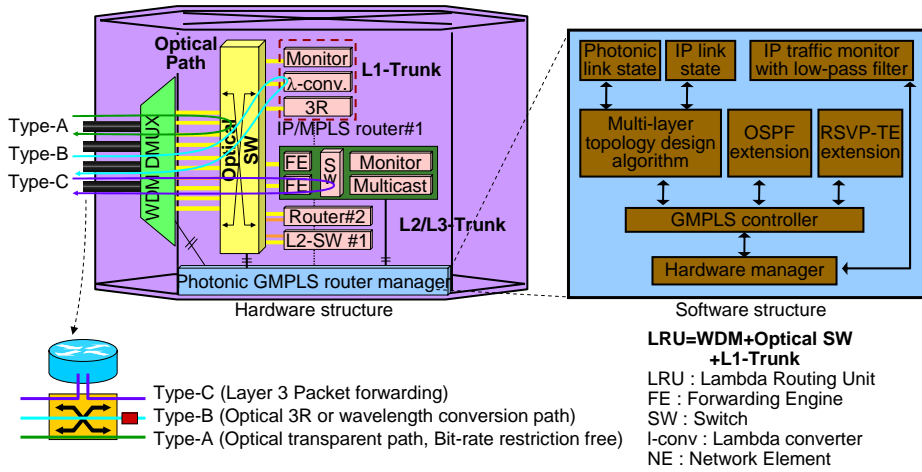 Optical
Path
Monitor
λ-conv.
3R
L1-Trunk
IP/MPLS router#1
Type-A
Type-B
Type-C
WDM DMUX
Optical
SW
FE
FE
SW
Monitor
Multicast
Router#2
L2-SW #1
L2/L3-Trunk
Photonic GMPLS router manager
Hardware structure
Photonic
link state
IP link
state
IP traffic monitor
with low-pass filter
Multi-layer
topology design
algorithm
OSPF
extension
RSVP-TE
extension
GMPLS controller
Hardware manager
Software structure
Type-C (Layer 3 Packet forwarding)
Type-B (Optical 3R or wavelength conversion path)
Type-A (Optical transparent path, Bit-rate restriction free)
LRU=WDM+Optical SW
+L1-Trunk
LRU : Lambda Routing Unit
FE : Forwarding Engine
SW : Switch
l-conv : Lambda converter
NE : Network Element